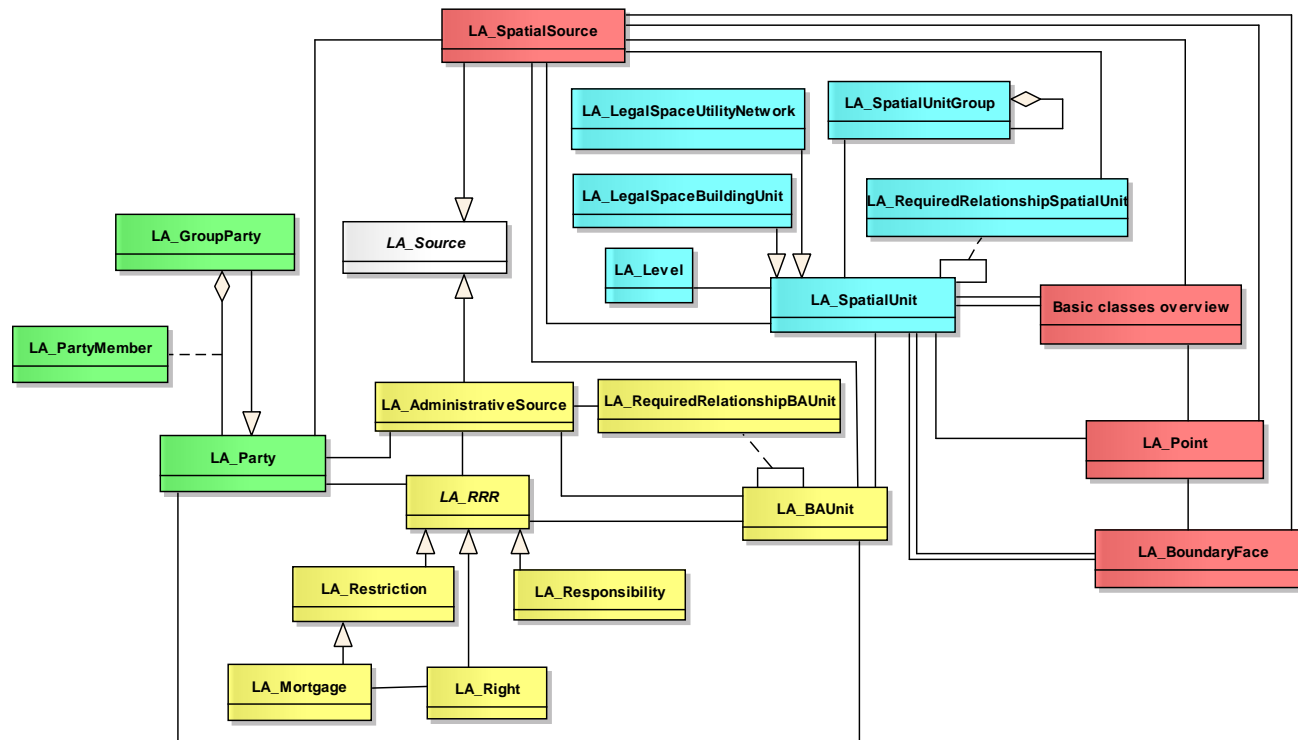 LA_SpatialSource
LA_LegalSpaceUtilityNetwork
LA_SpatialUnitGroup
LA_LegalSpaceBuildingUnit
LA_RequiredRelationshipSpatialUnit
LA_GroupParty
LA_Source
LA_Level
LA_SpatialUnit
Basic classes overview
LA_PartyMember
LA_AdministrativeSource
LA_RequiredRelationshipBAUnit
LA_Party
LA_Point
LA_RRR
LA_BAUnit
LA_BoundaryFace
LA_Restriction
LA_Responsibility
LA_Mortgage
LA_Right